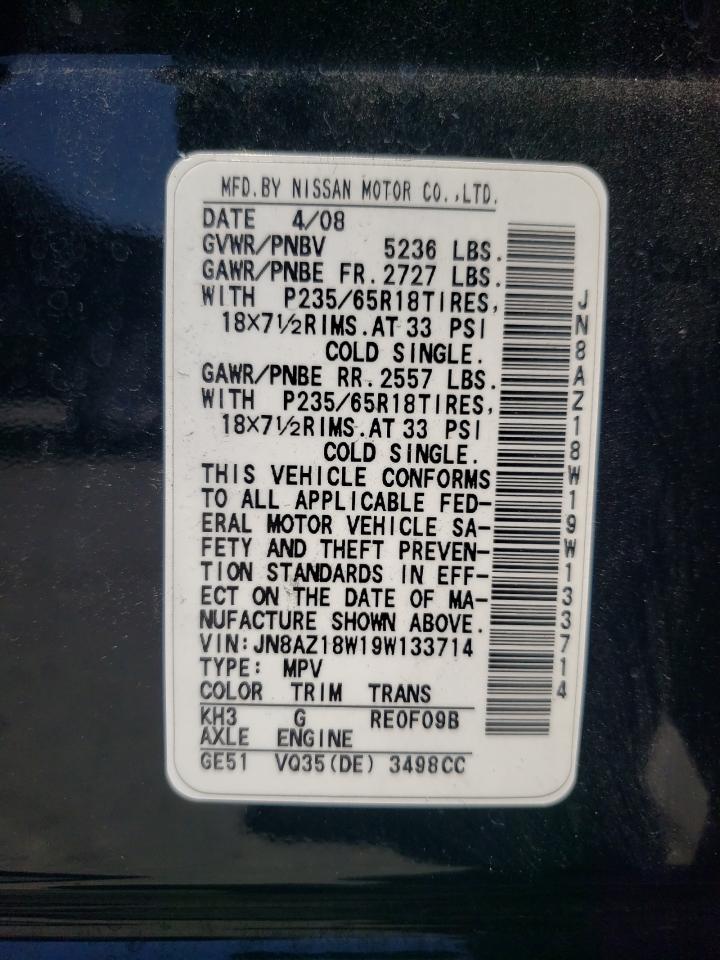 MFD.BY NISSAN MOTOR CO.,LTD.
DATE 4/08
GVWR/PNBV 5236 LBS.
GAWR/PNBE FR.2727 LBS.
WITH P235/65R18TIRES,
18X7½RIMS.AT 33 PSI
COLD SINGLE.
GAWR/PNBE RR.2557 LBS.
WITH P235/65R18TIRES,
18X7½RIMS.AT 33 PSI
COLD SINGLE.
THIS VEHICLE CONFORMS
TO ALL APPLICABLE FED-
ERAL MOTOR VEHICLE SA-
FETY AND THEFT PREVEN-
TION STANDARDS IN EFF-
ECT ON THE DATE OF MA-
NUFACTURE SHOWN ABOVE.
VIN:JN8AZ18W19W133714
TYPE: MPV
COLOR TRIM TRANS
KH3 G RE0F09B
AXLE ENGINE
GE51 VQ35(DE) 3498CC
JN8AZ18W19W133714